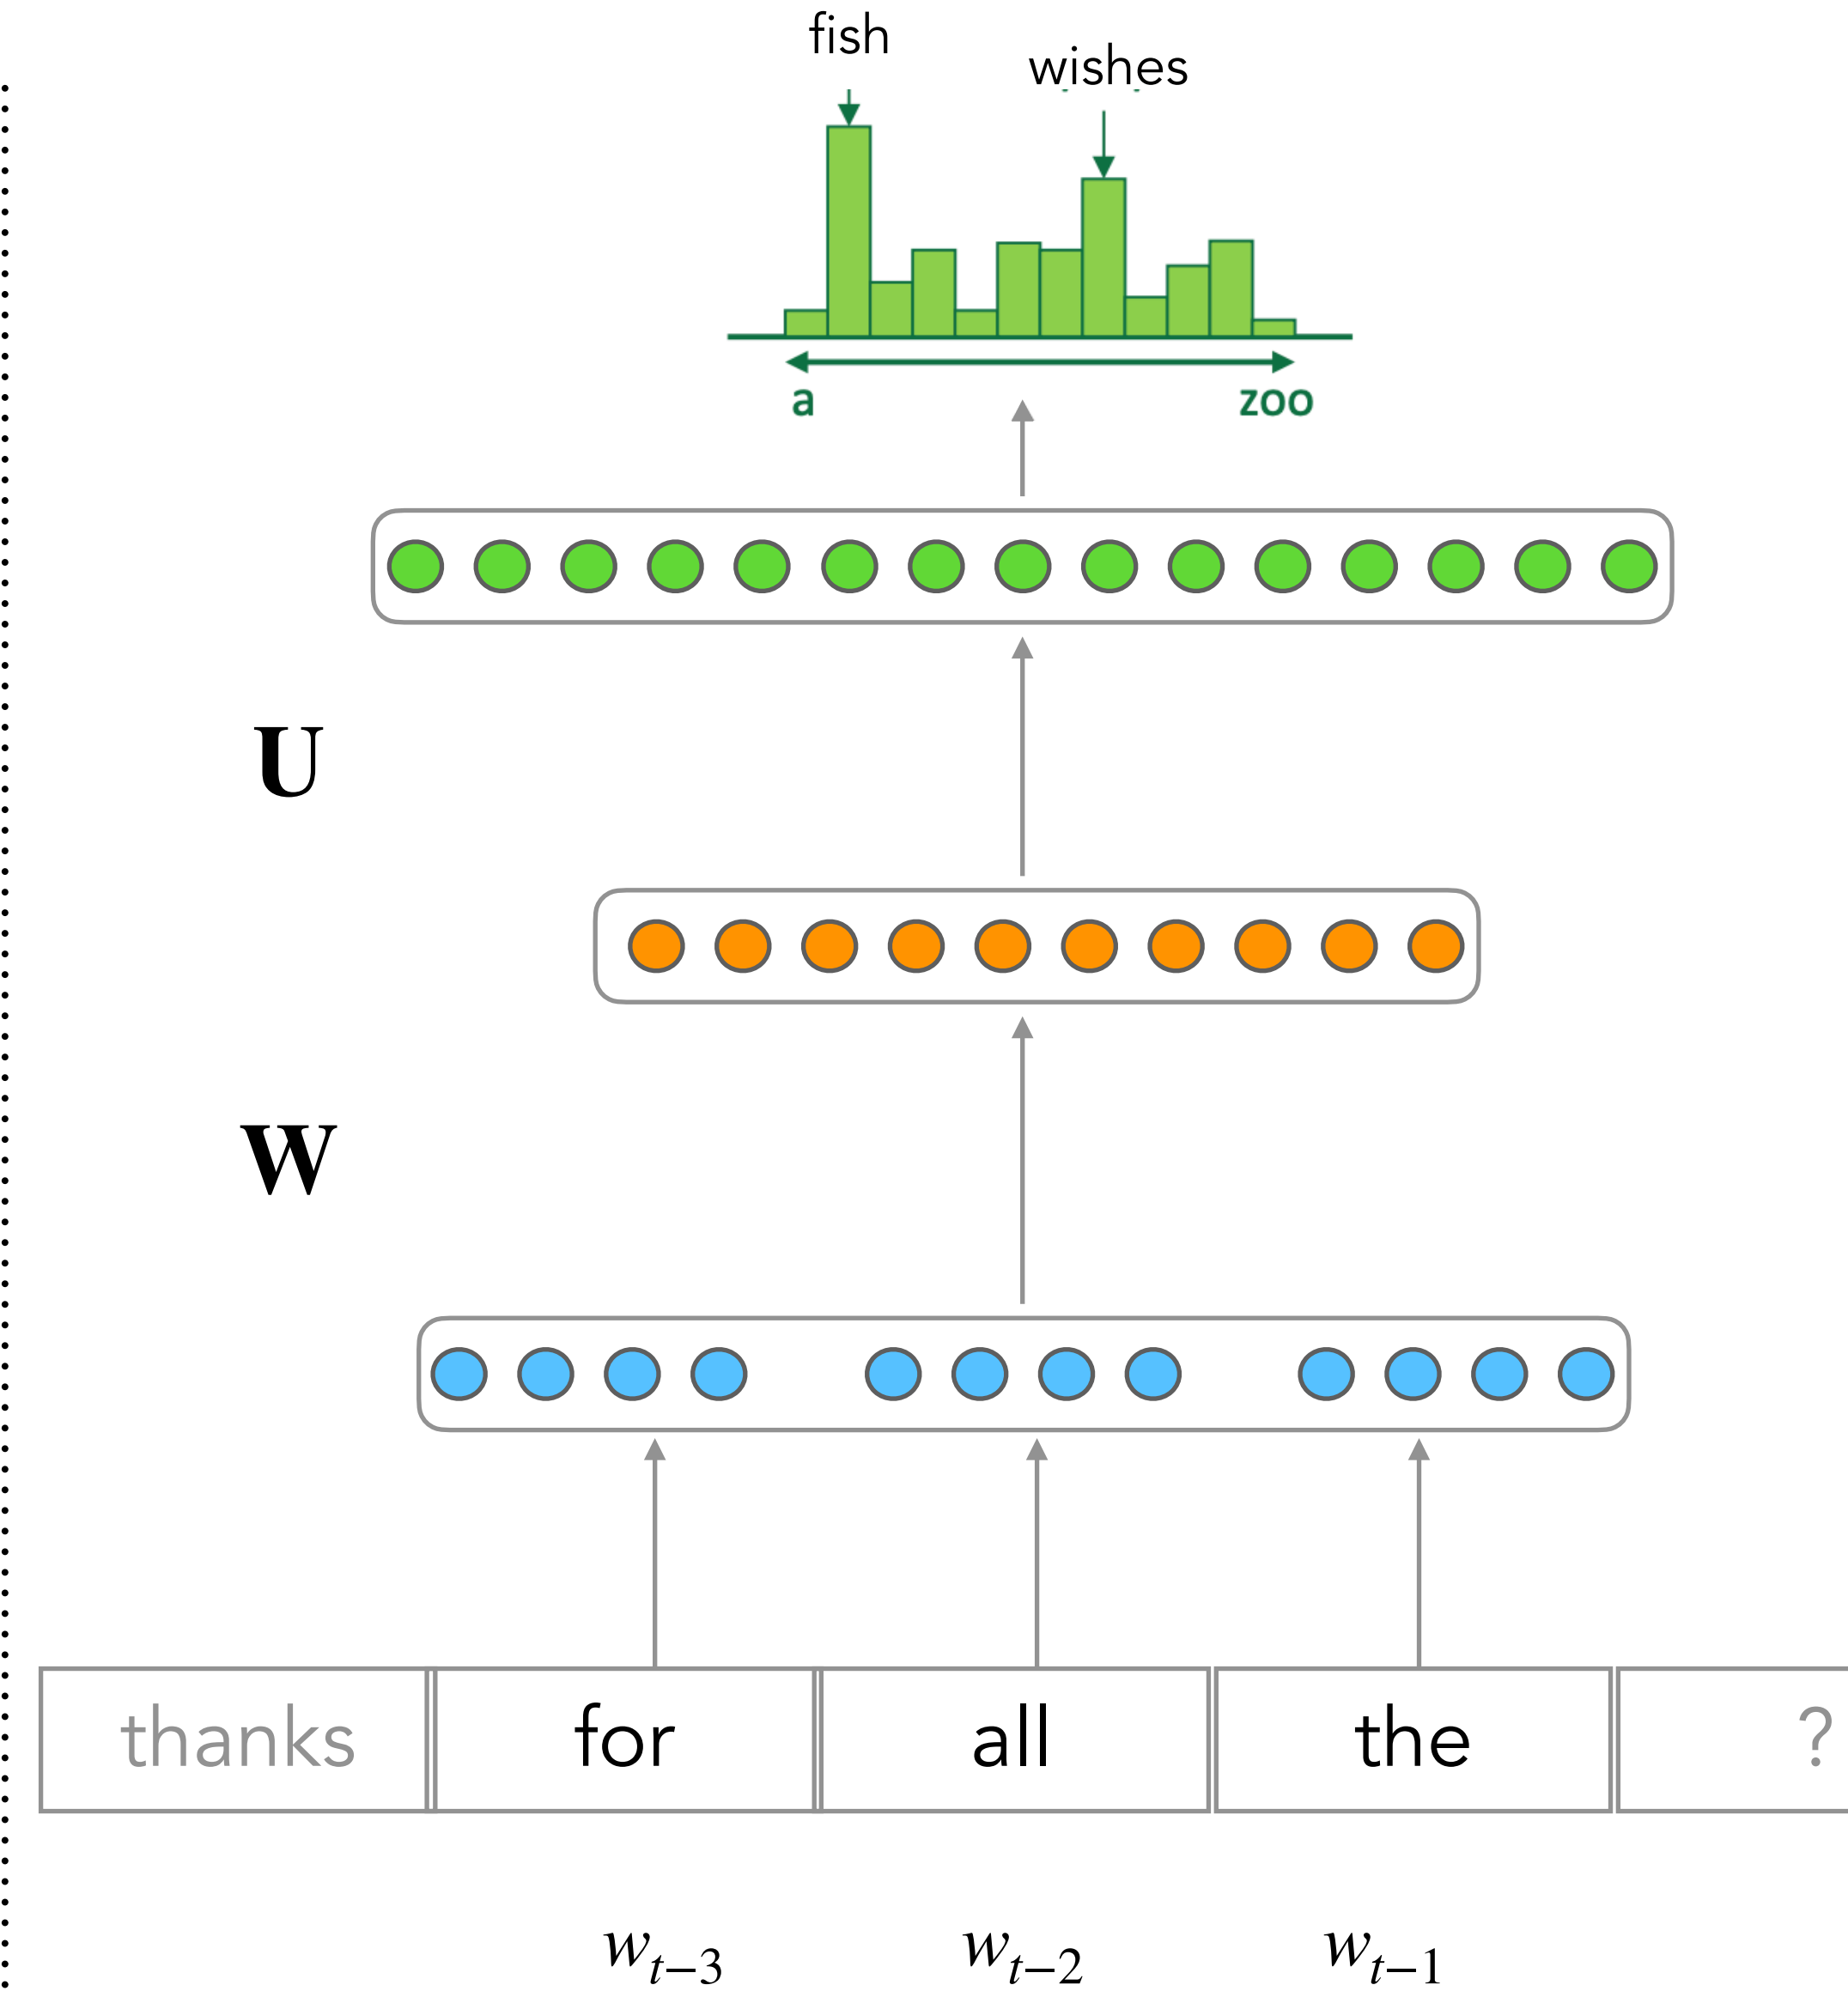 fish
wishes
a zoo
U
W
thanks for all the ?
w_{t−3} w_{t−2} w_{t−1}